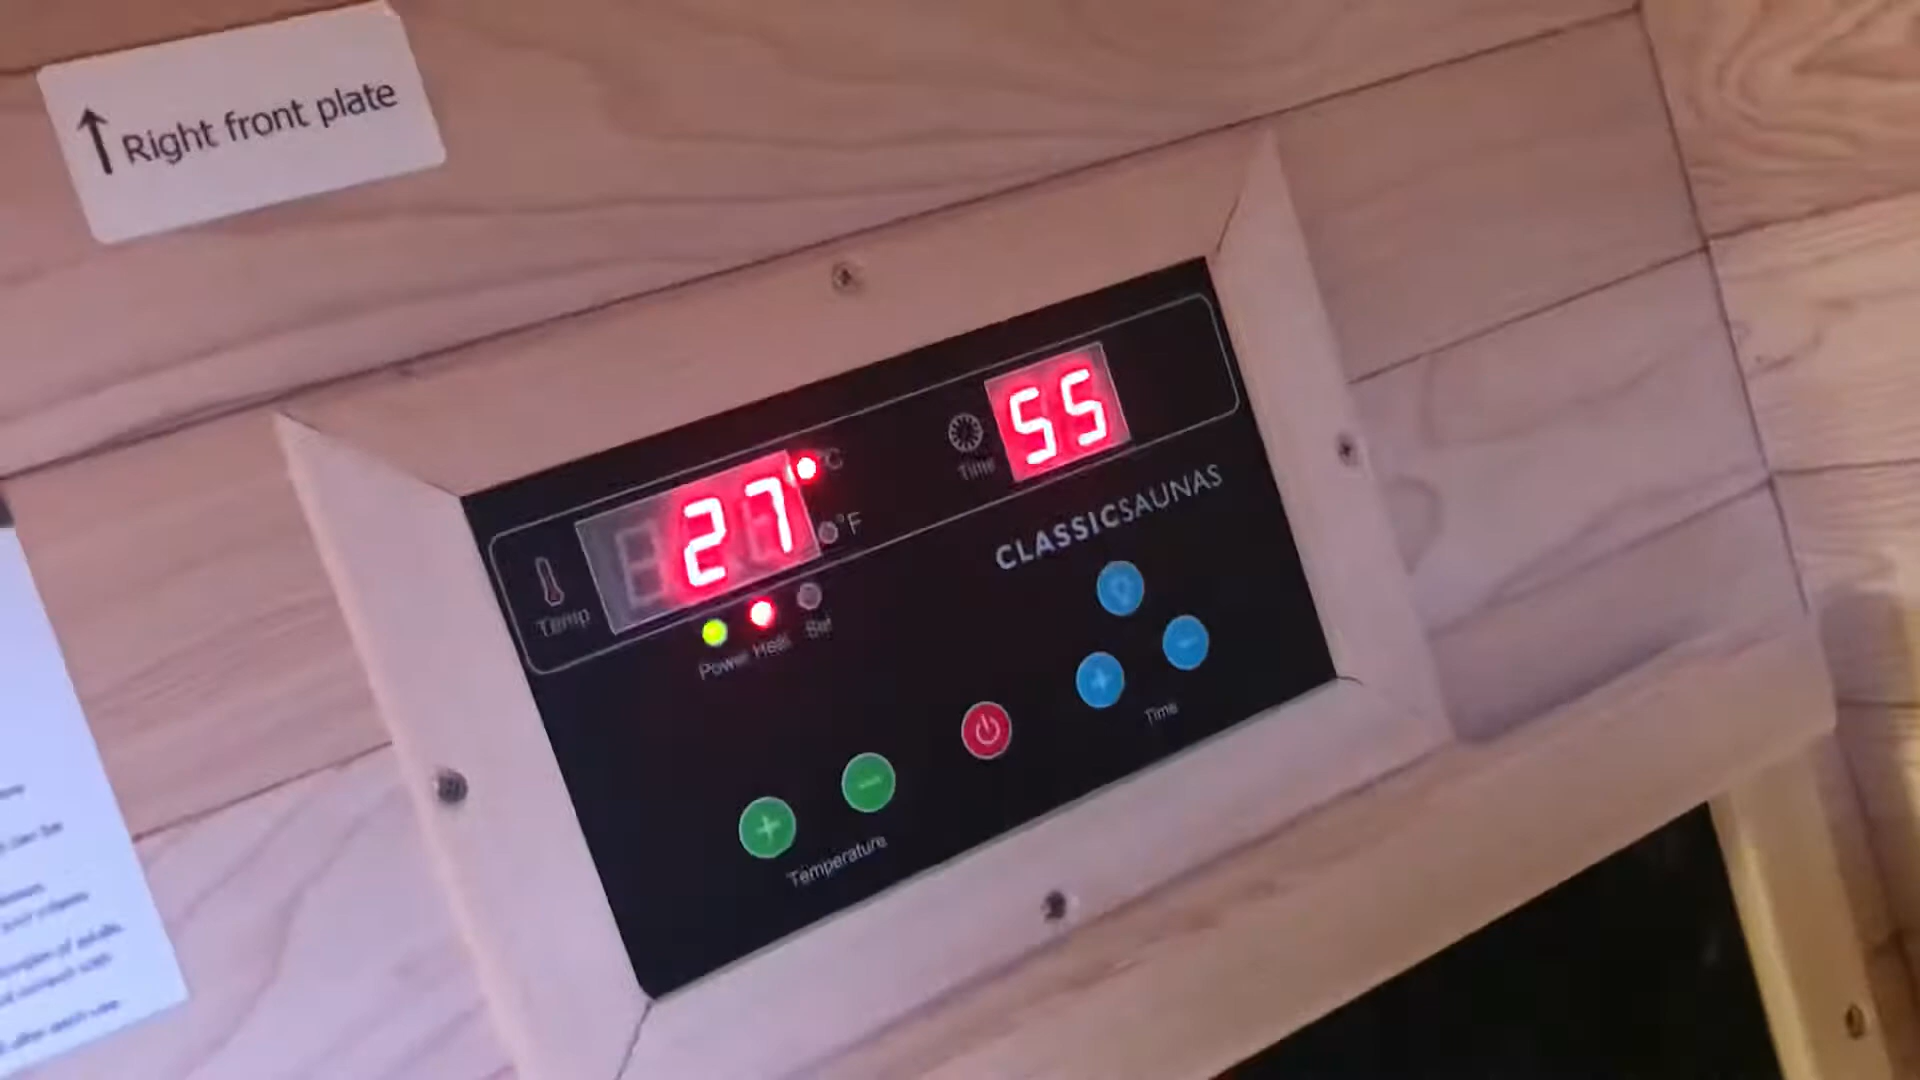 ↑ Right front plate
27
°C
°F
Temp
Power Heat Set
Time
55
CLASSICSAUNAS
Time
Temperature